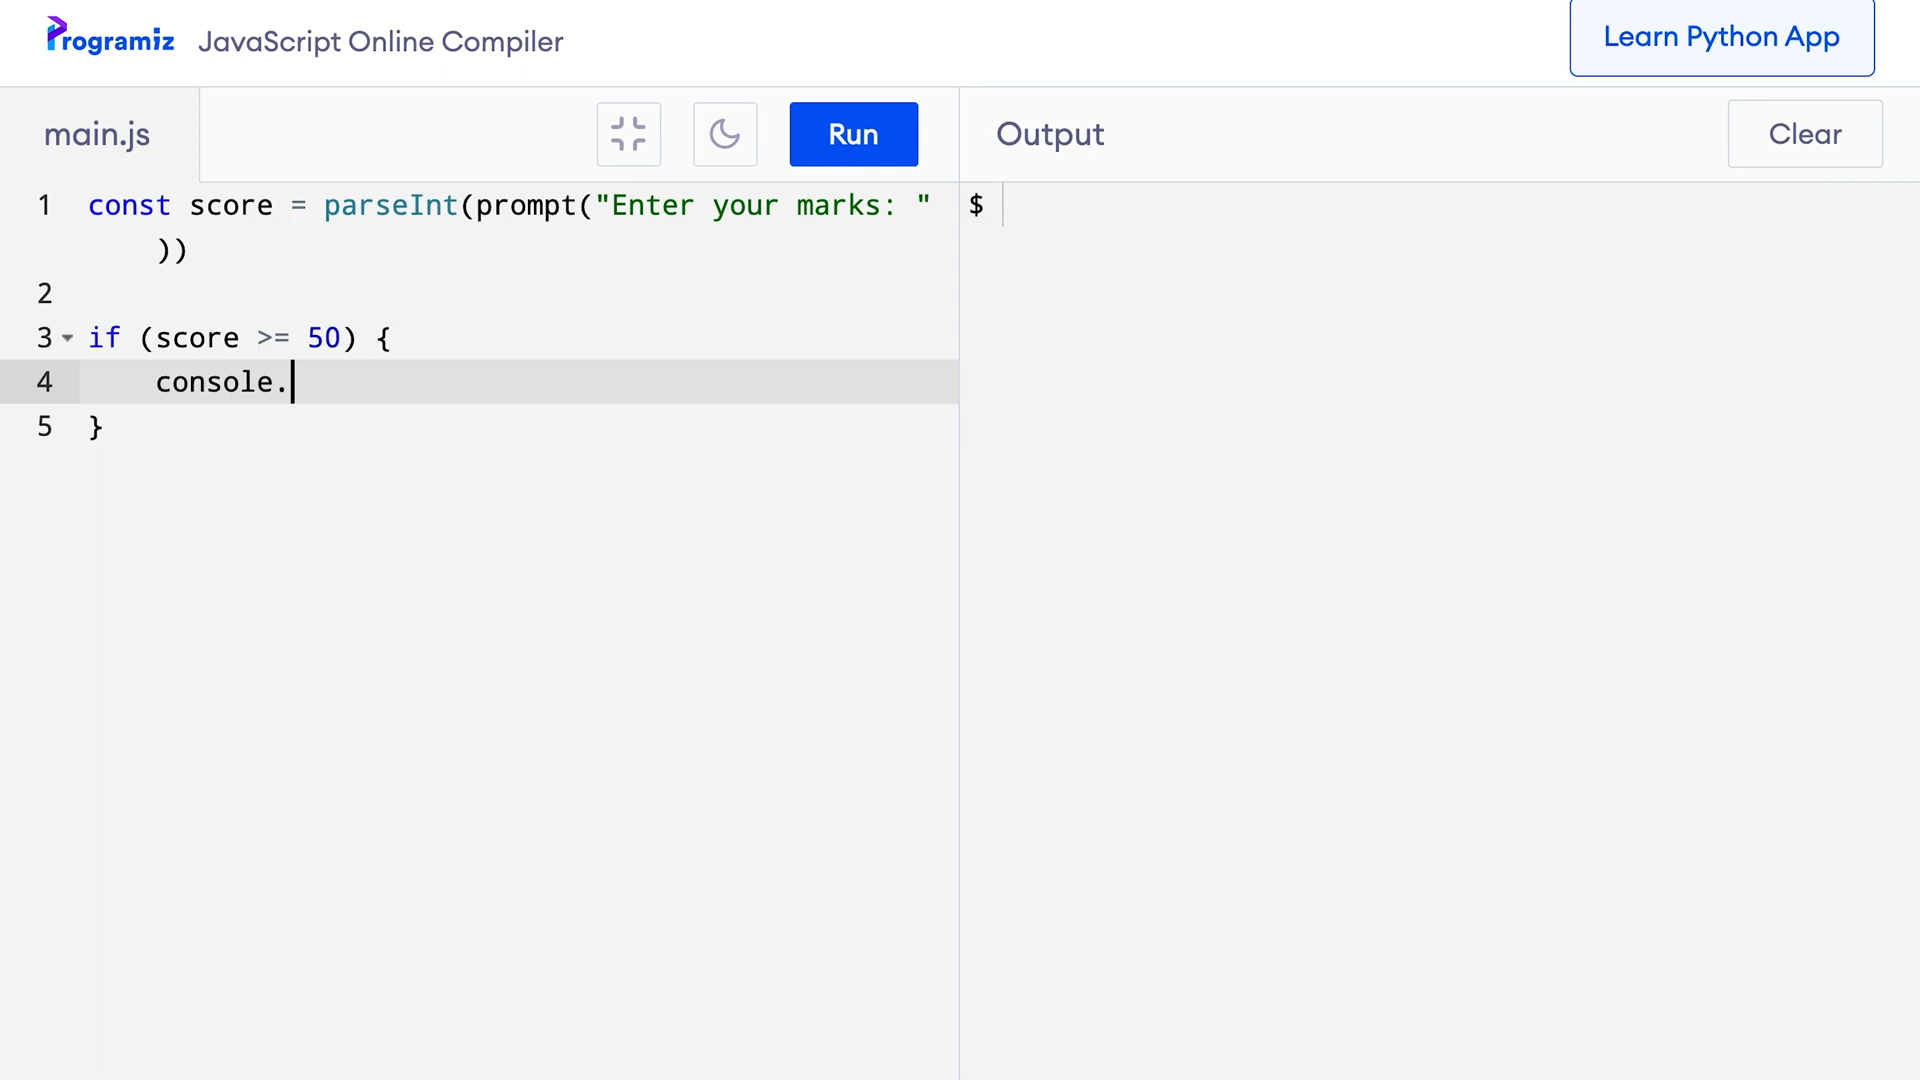 Programiz JavaScript Online Compiler
Learn Python App
main.js
Run
Output
Clear
1 const score = parseInt(prompt("Enter your marks: "
))
2
3 if (score >= 50) {
4 console.
5 }
$